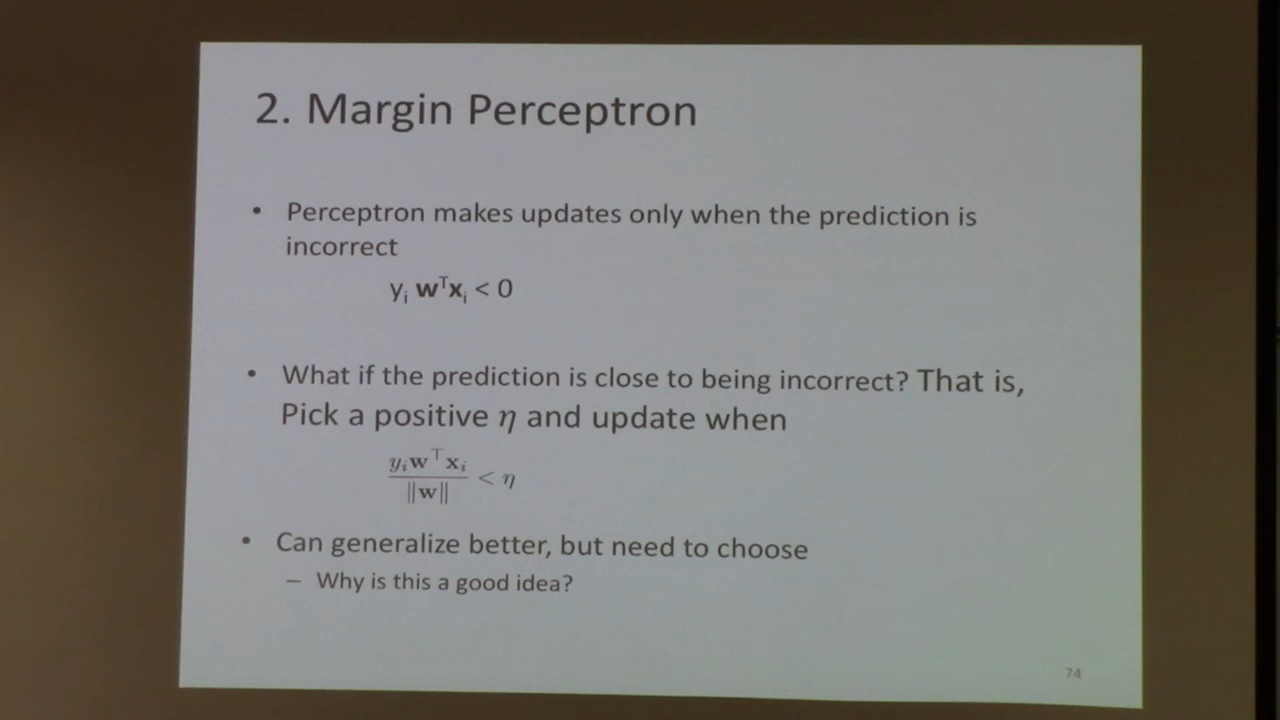 2. Margin Perceptron
• Perceptron makes updates only when the prediction is
incorrect
yᵢ wᵀxᵢ < 0
• What if the prediction is close to being incorrect? That is,
Pick a positive η and update when
yᵢw⊤xᵢ / ‖w‖ < η
• Can generalize better, but need to choose
– Why is this a good idea?
74